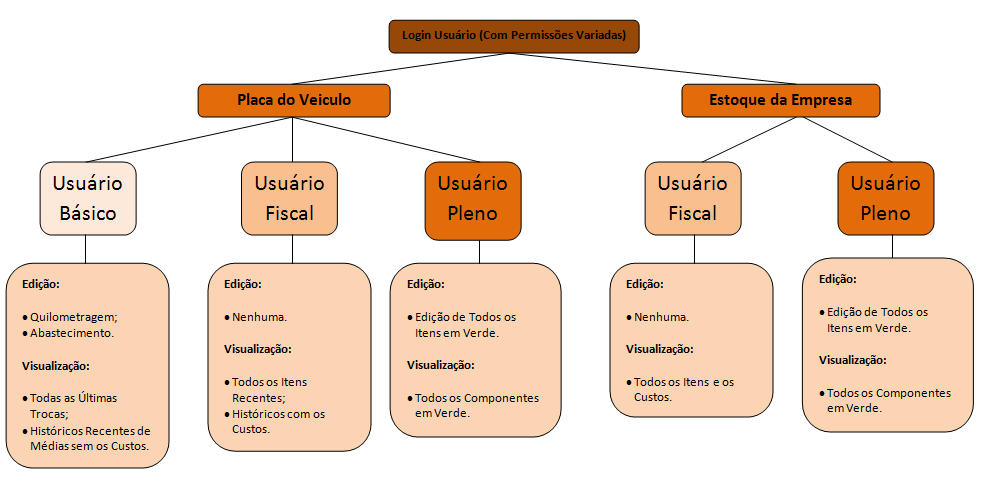 Login Usuário (Com Permissões Variadas)
Placa do Veiculo
Estoque da Empresa
Usuário
Básico
Usuário
Fiscal
Usuário
Pleno
Usuário
Fiscal
Usuário
Pleno
Edição:
• Quilometragem;
• Abastecimento.
Visualização:
• Todas as Últimas
Trocas;
• Históricos Recentes de
Médias sem os Custos.
Edição:
• Nenhuma.
Visualização:
• Todos os Itens
Recentes;
• Históricos com os
Custos.
Edição:
• Edição de Todos os
Itens em Verde.
Visualização:
• Todos os Componentes
em Verde.
Edição:
• Nenhuma.
Visualização:
• Todos os Itens e os
Custos.
Edição:
• Edição de Todos os
Itens em Verde.
Visualização:
• Todos os Componentes
em Verde.